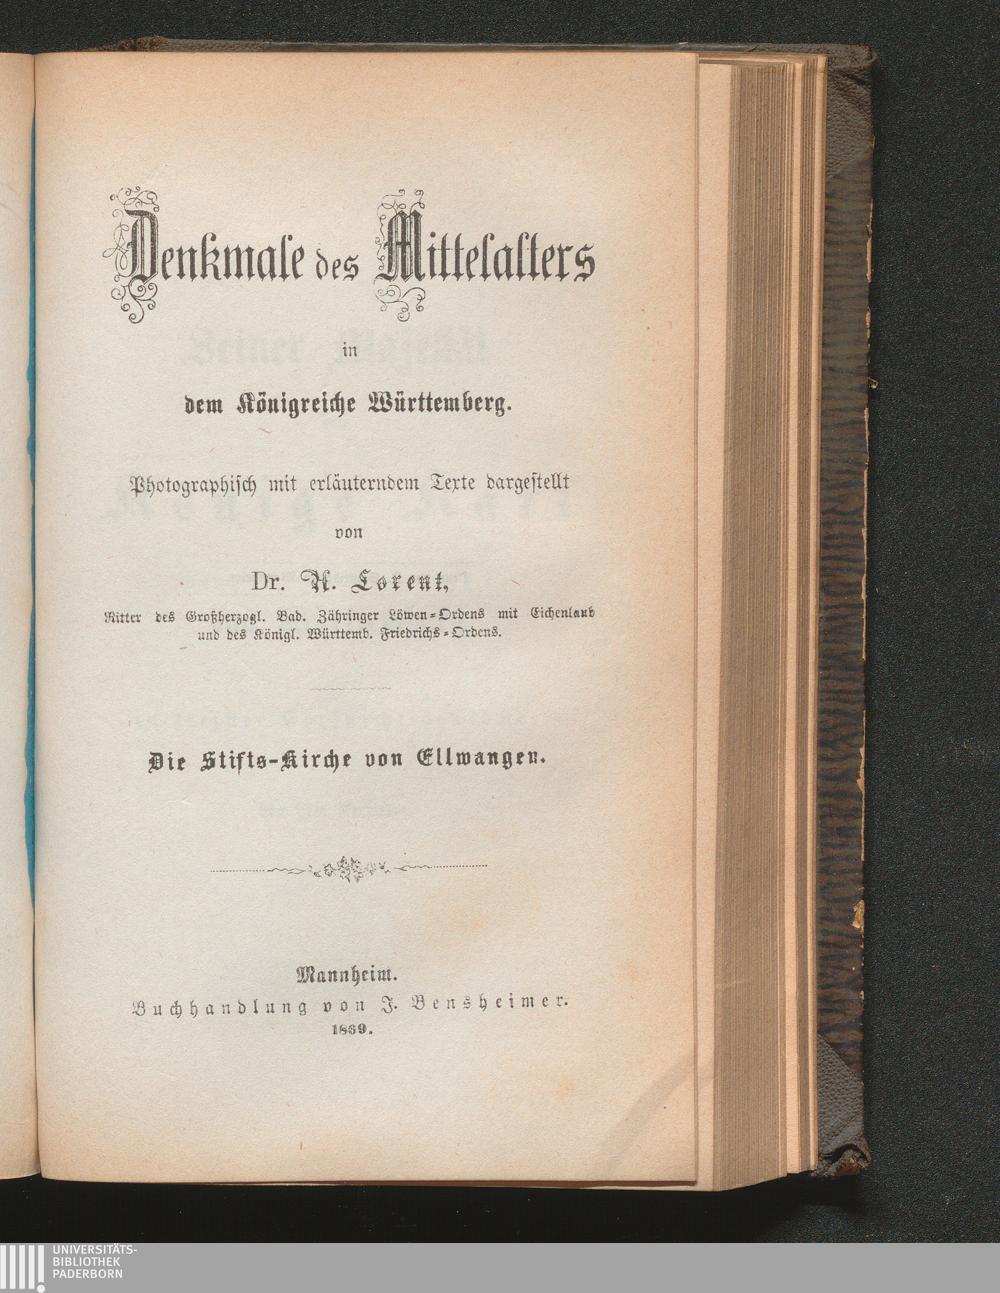 Denkmale des Mittelalters
in
dem Königreiche Württemberg.
Photographisch mit erläuterndem Texte dargestellt
von
Dr. A. Lorent,
Ritter des Großherzogl. Bad. Zähringer Löwen-Ordens mit Eichenlaub
und des Königl. Württemb. Friedrichs-Ordens.
Die Stifts-Kirche von Ellwangen.
Mannheim.
Buchhandlung von J. Bensheimer.
1869.
UNIVERSITÄTS-
BIBLIOTHEK
PADERBORN